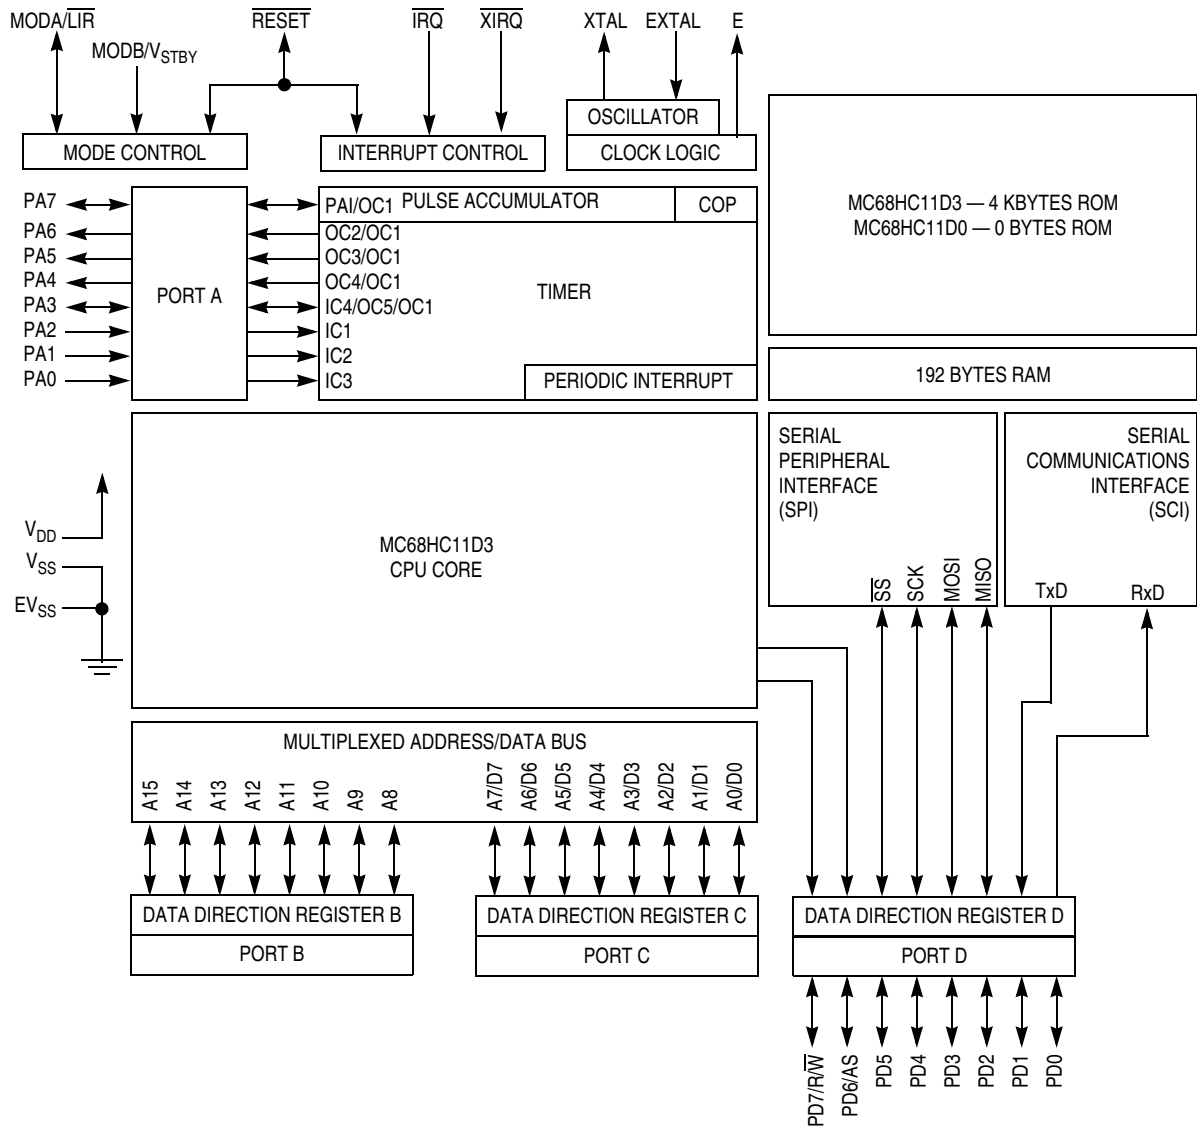 MODA/L̅I̅R̅
MODB/VSTBY
R̅E̅S̅E̅T̅
I̅R̅Q̅
X̅I̅R̅Q̅
XTAL
EXTAL
E
MODE CONTROL
INTERRUPT CONTROL
OSCILLATOR
CLOCK LOGIC
MC68HC11D3 — 4 KBYTES ROM
MC68HC11D0 — 0 BYTES ROM
192 BYTES RAM
PA7
PA6
PA5
PA4
PA3
PA2
PA1
PA0
PORT A
PAI/OC1
PULSE ACCUMULATOR
COP
OC2/OC1
OC3/OC1
OC4/OC1
IC4/OC5/OC1
IC1
IC2
IC3
TIMER
PERIODIC INTERRUPT
VDD
VSS
EVSS
MC68HC11D3
CPU CORE
SERIAL
PERIPHERAL
INTERFACE
(SPI)
S̅S̅
SCK
MOSI
MISO
SERIAL
COMMUNICATIONS
INTERFACE
(SCI)
TxD
RxD
MULTIPLEXED ADDRESS/DATA BUS
A15
A14
A13
A12
A11
A10
A9
A8
A7/D7
A6/D6
A5/D5
A4/D4
A3/D3
A2/D2
A1/D1
A0/D0
DATA DIRECTION REGISTER B
PORT B
DATA DIRECTION REGISTER C
PORT C
DATA DIRECTION REGISTER D
PORT D
PD7/R/W̅
PD6/AS
PD5
PD4
PD3
PD2
PD1
PD0